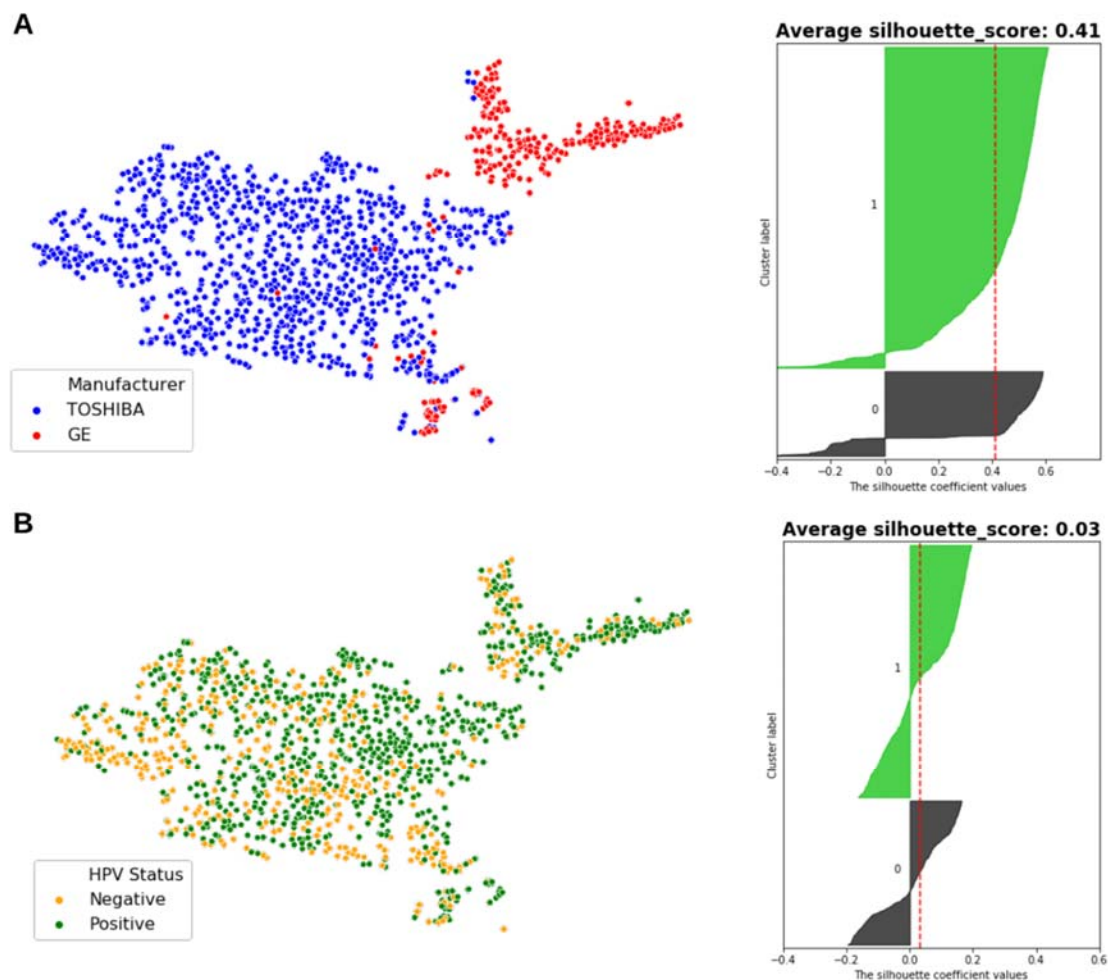 A
Average silhouette_score: 0.41
Cluster label
1
0
−0.4 −0.2 0.0 0.2 0.4 0.6
The silhouette coefficient values
Manufacturer
TOSHIBA
GE
B
Average silhouette_score: 0.03
Cluster label
1
0
−0.4 −0.2 0.0 0.2 0.4 0.6
The silhouette coefficient values
HPV Status
Negative
Positive